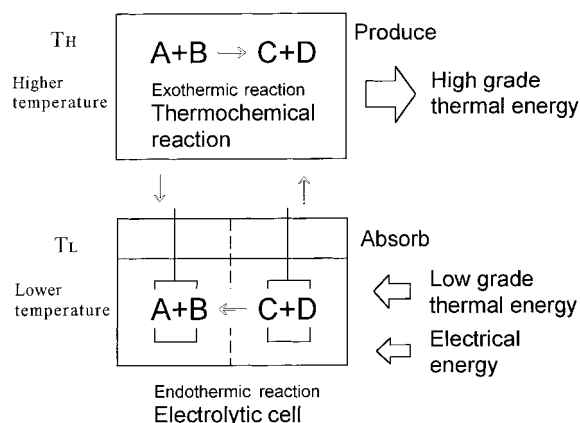 TH
Higher
temperature
A+B → C+D
Exothermic reaction
Thermochemical
reaction
Produce
High grade
thermal energy
TL
Lower
temperature
A+B ← C+D
Absorb
Low grade
thermal energy
Electrical
energy
Endothermic reaction
Electrolytic cell